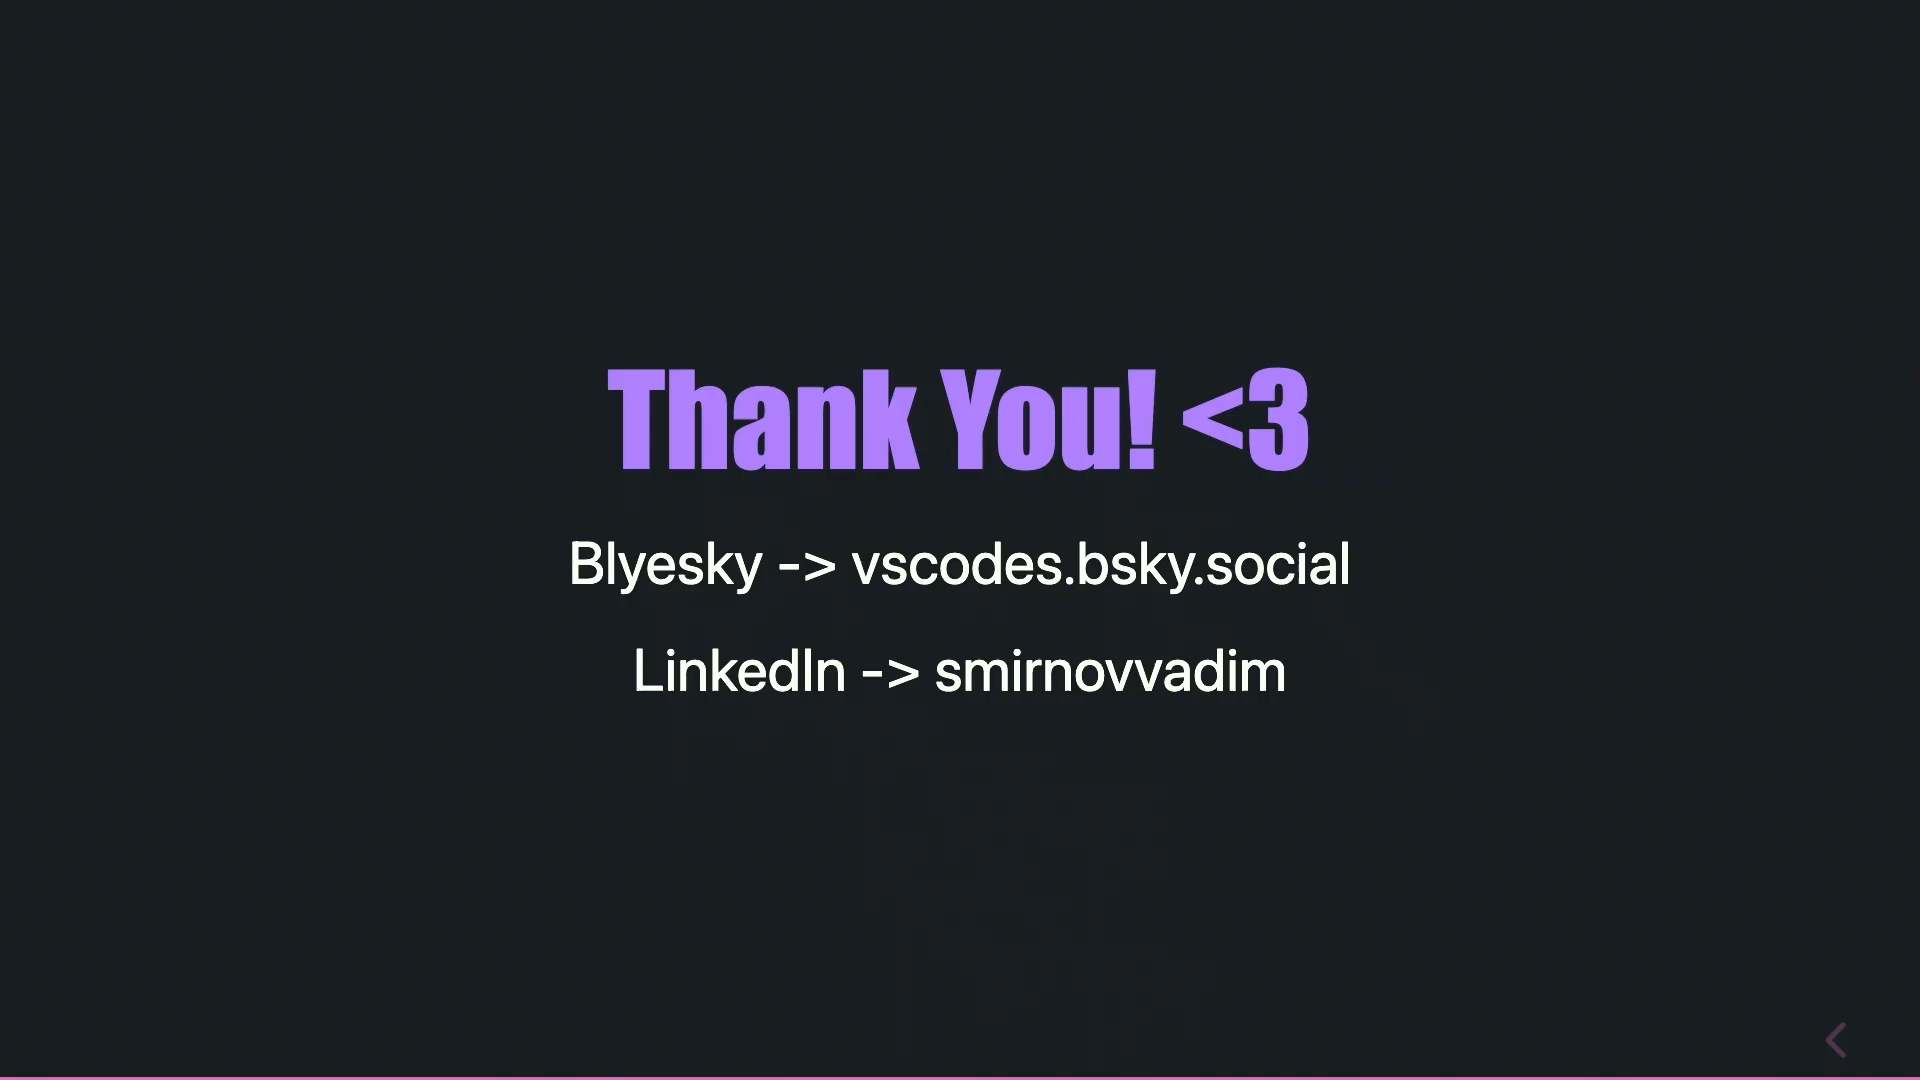 Thank You! <3
Blyesky -> vscodes.bsky.social
LinkedIn -> smirnovvadim